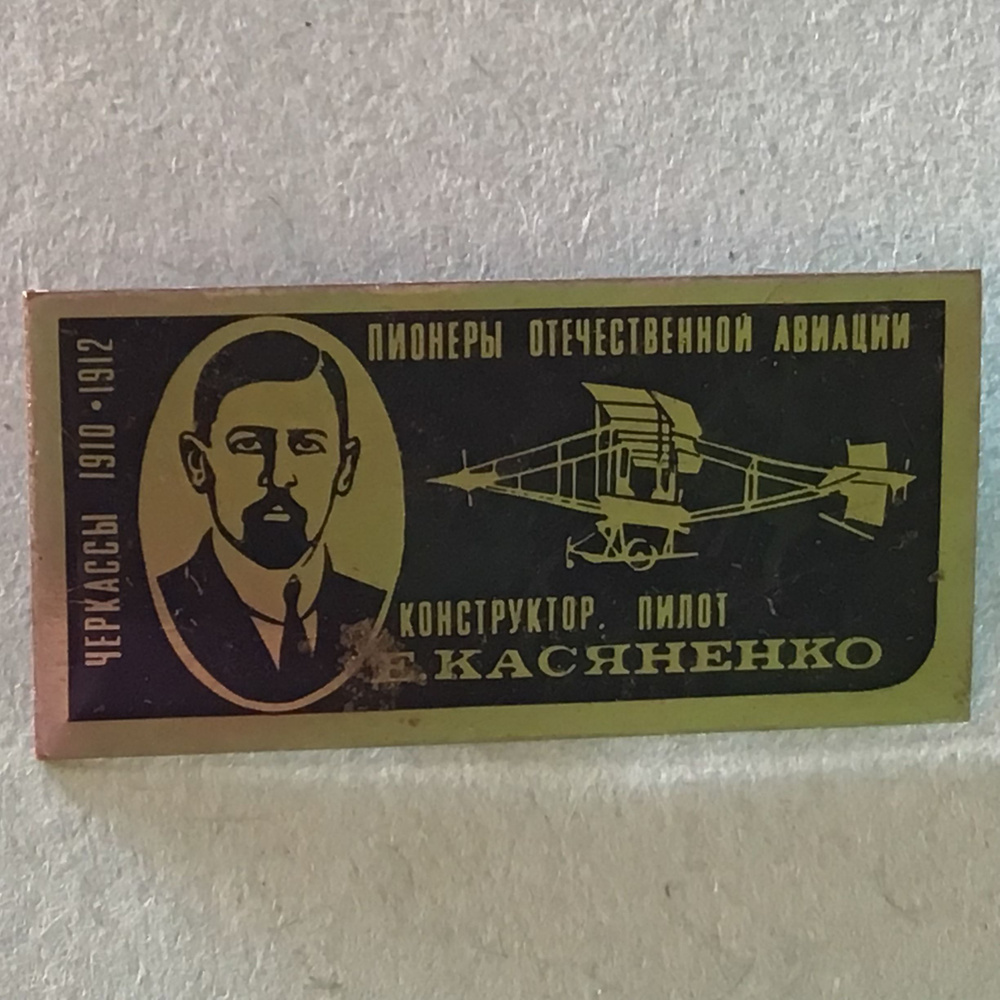 ЧЕРКАССЫ 1910 • 1912
ПИОНЕРЫ ОТЕЧЕСТВЕННОЙ АВИАЦИИ
КОНСТРУКТОР. ПИЛОТ
Е.КАСЯНЕНКО